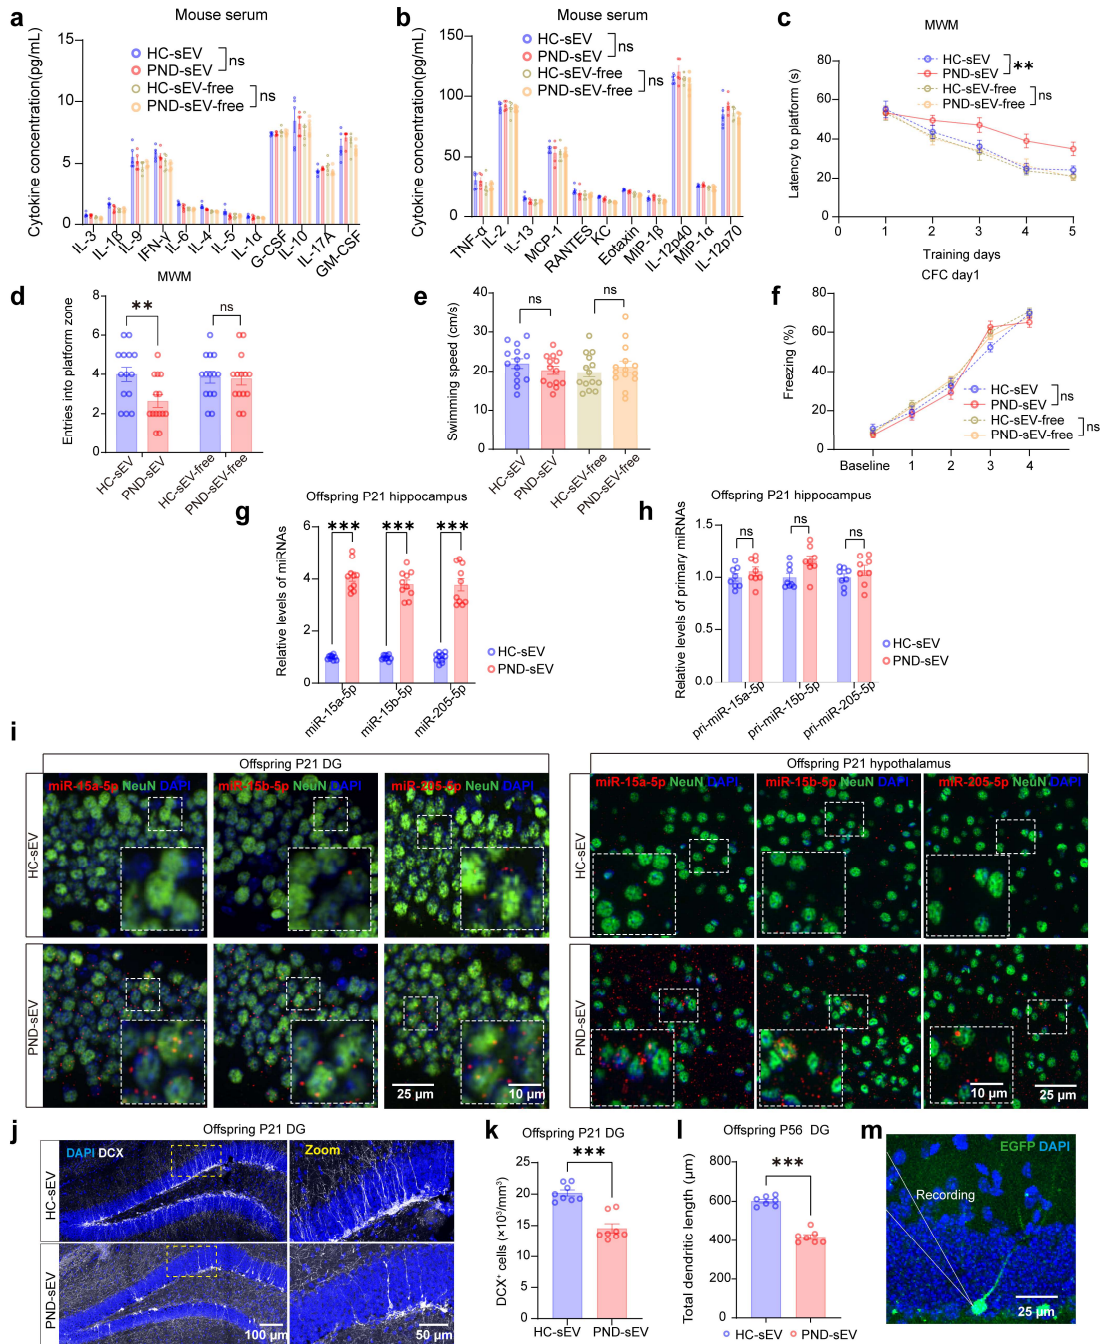 a
Mouse serum
Cytokine concentration(pg/mL)
15
10
5
0
HC-sEV
PND-sEV
ns
HC-sEV-free
PND-sEV-free
ns
IL-3
IL-1β
IL-9
IFN-γ
IL-6
IL-4
IL-5
IL-1α
G-CSF
IL-10
IL-17A
GM-CSF
b
Mouse serum
Cytokine concentration(pg/mL)
150
100
50
0
HC-sEV
PND-sEV
ns
HC-sEV-free
PND-sEV-free
ns
TNF-α
IL-2
IL-13
MCP-1
RANTES
KC
Eotaxin
MIP-1β
IL-12p40
MIP-1α
IL-12p70
c
MWM
Latency to platform (s)
80
60
40
20
0
HC-sEV
PND-sEV
**
HC-sEV-free
PND-sEV-free
ns
0 1 2 3 4 5
Training days
d
MWM
Entries into platform zone
8
6
4
2
0
**
ns
HC-sEV
PND-sEV
HC-sEV-free
PND-sEV-free
e
Swimming speed (cm/s)
40
30
20
10
0
ns
ns
HC-sEV
PND-sEV
HC-sEV-free
PND-sEV-free
f
CFC day1
Freezing (%)
80
60
40
20
0
HC-sEV
PND-sEV
ns
HC-sEV-free
PND-sEV-free
ns
Baseline 1 2 3 4
g
Offspring P21 hippocampus
Relative levels of miRNAs
6
4
2
0
*** *** ***
HC-sEV
PND-sEV
miR-15a-5p
miR-15b-5p
miR-205-5p
h
Offspring P21 hippocampus
Relative levels of primary miRNAs
1.5
1.0
0.5
0.0
ns ns ns
HC-sEV
PND-sEV
pri-miR-15a-5p
pri-miR-15b-5p
pri-miR-205-5p
i
Offspring P21 DG
miR-15a-5p NeuN DAPI
miR-15b-5p NeuN DAPI
miR-205-5p NeuN DAPI
HC-sEV
PND-sEV
25 μm
10 μm
Offspring P21 hypothalamus
miR-15a-5p NeuN DAPI
miR-15b-5p NeuN DAPI
miR-205-5p NeuN DAPI
HC-sEV
PND-sEV
10 μm
25 μm
j
Offspring P21 DG
DAPI DCX
Zoom
HC-sEV
PND-sEV
100 μm
50 μm
k
Offspring P21 DG
DCX⁺ cells (×10³/mm³)
25
20
15
10
5
0
***
HC-sEV
PND-sEV
l
Offspring P56 DG
Total dendritic length (μm)
800
600
400
200
0
***
HC-sEV
PND-sEV
m
EGFP DAPI
Recording
25 μm